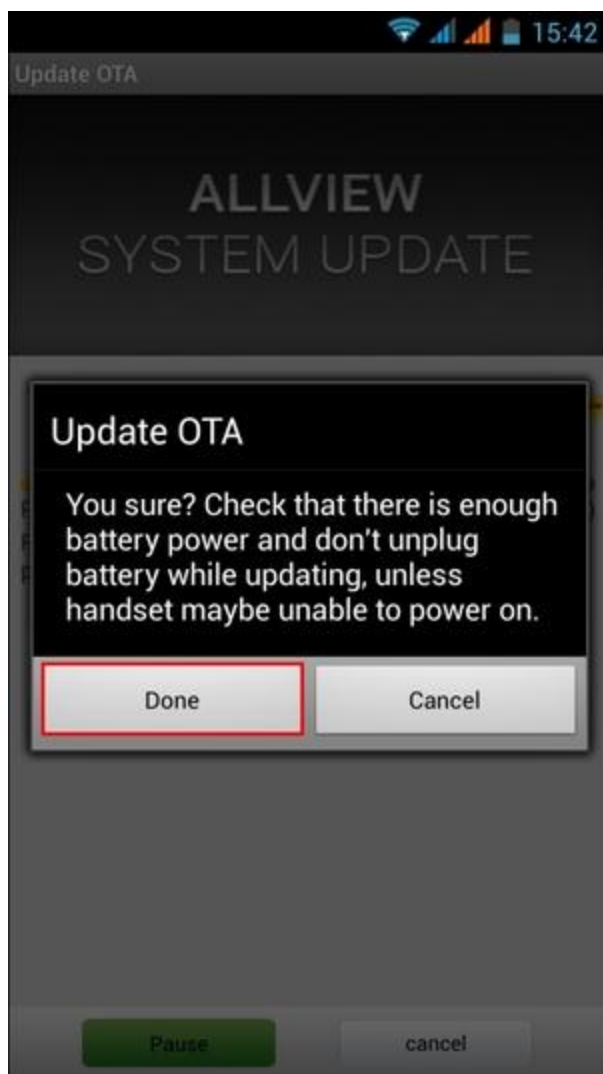 15:42
Update OTA
ALLVIEW
SYSTEM UPDATE
Update OTA
You sure? Check that there is enough
battery power and don't unplug
battery while updating, unless
handset maybe unable to power on.
Done
Cancel
Pause
cancel